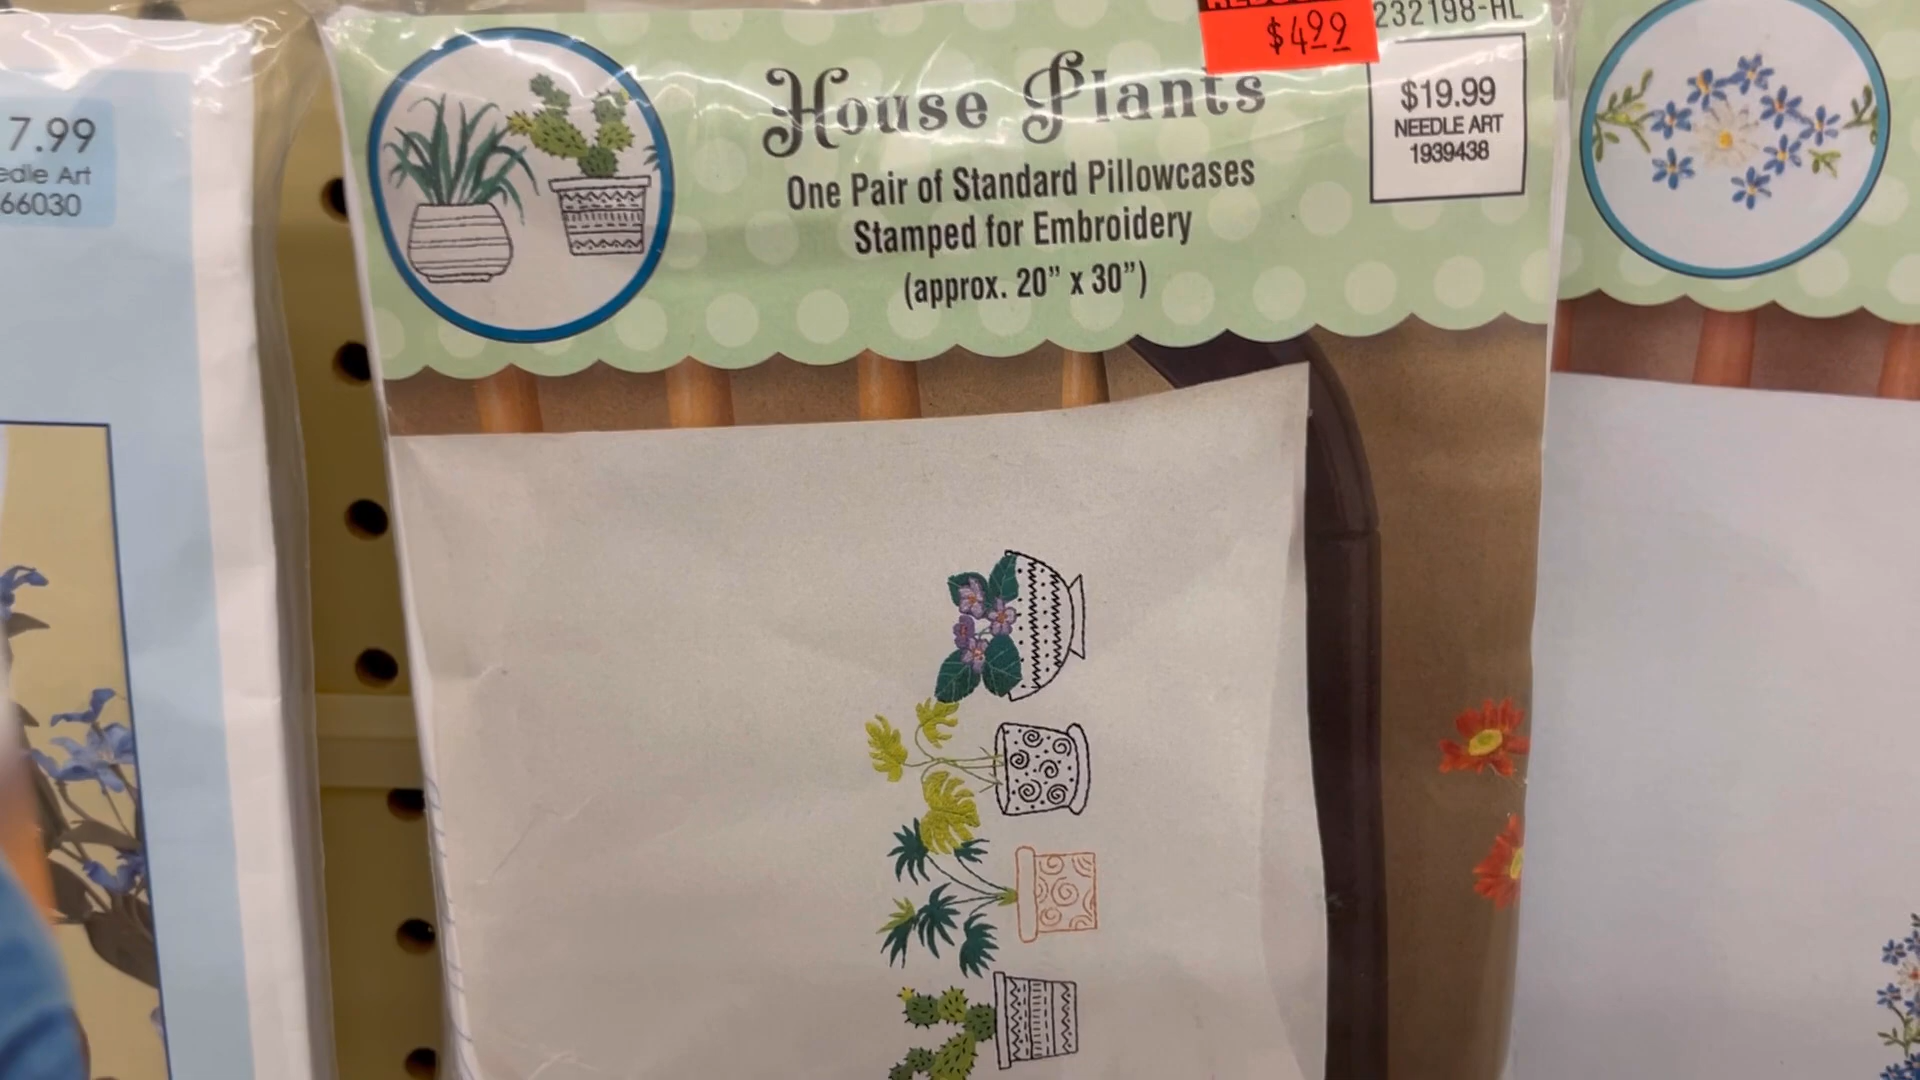 $4.99
232198-HL
House Plants
One Pair of Standard Pillowcases
Stamped for Embroidery
(approx. 20” x 30”)
$19.99
NEEDLE ART
1939438
7.99
edle Art
66030